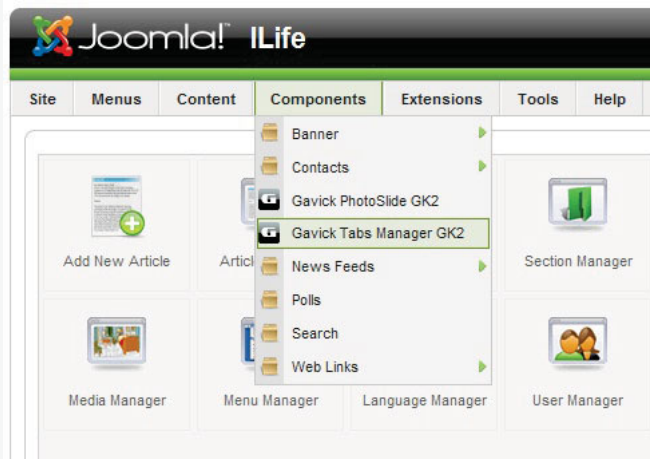 Joomla!™ ILife
Site Menus Content Components Extensions Tools Help
Banner
Contacts
Gavick PhotoSlide GK2
Gavick Tabs Manager GK2
News Feeds
Polls
Search
Web Links
Add New Article
Section Manager
Media Manager Menu Manager Language Manager User Manager